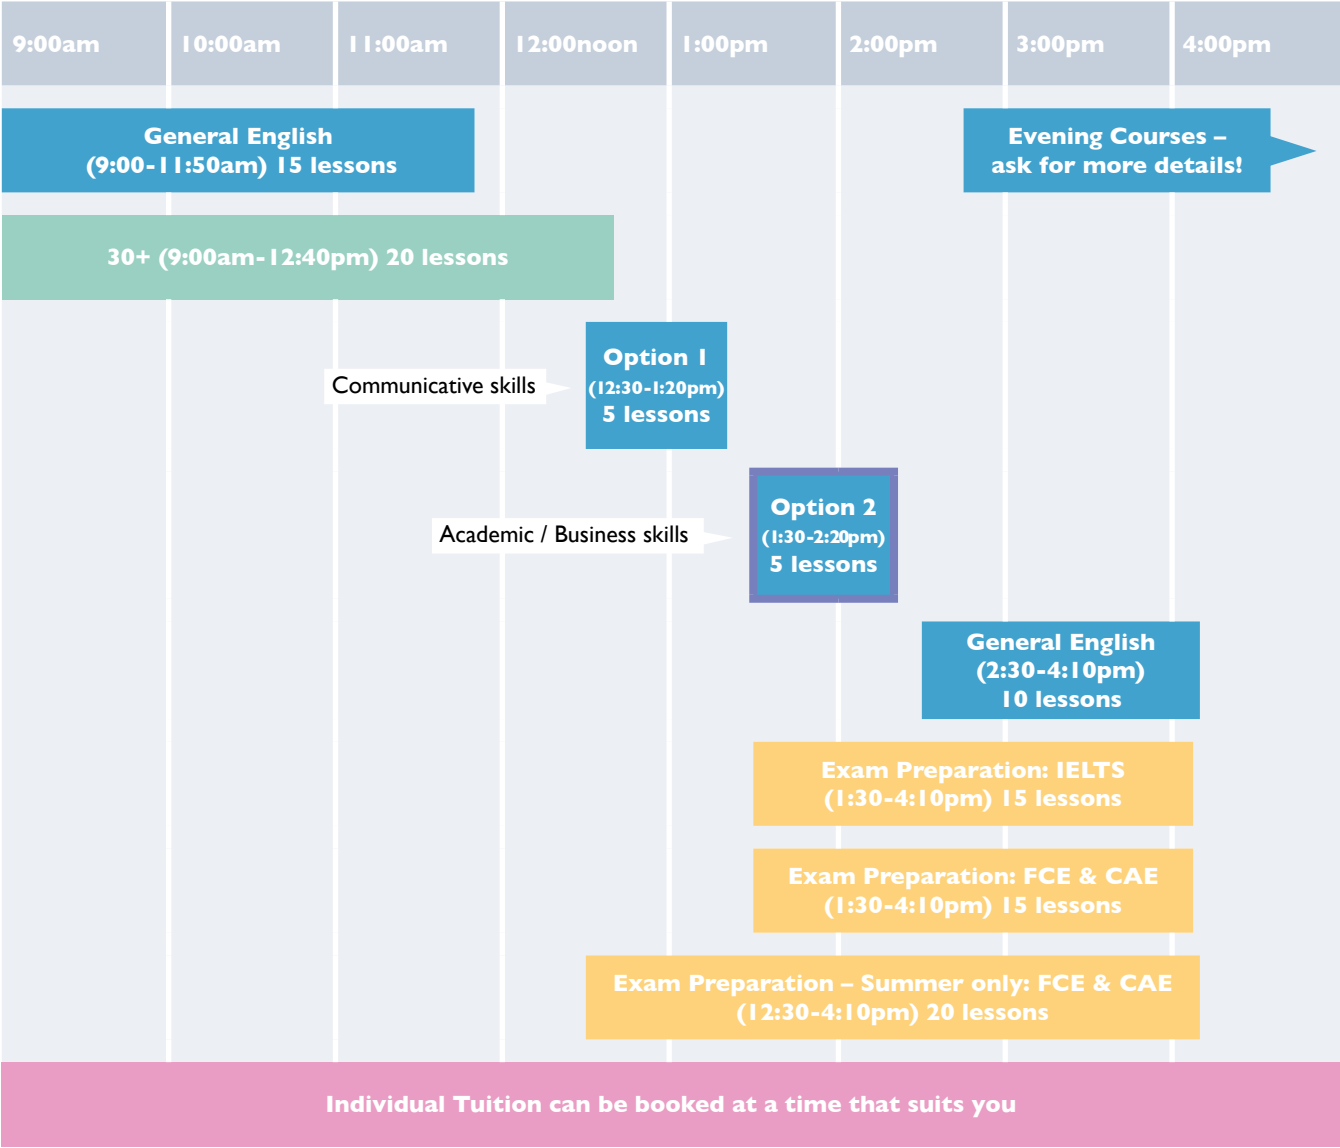 9:00am 10:00am 11:00am 12:00noon 1:00pm 2:00pm 3:00pm 4:00pm
General English
(9:00-11:50am) 15 lessons
Evening Courses –
ask for more details!
30+ (9:00am-12:40pm) 20 lessons
Communicative skills
Option 1
(12:30-1:20pm)
5 lessons
Academic / Business skills
Option 2
(1:30-2:20pm)
5 lessons
General English
(2:30-4:10pm)
10 lessons
Exam Preparation: IELTS
(1:30-4:10pm) 15 lessons
Exam Preparation: FCE & CAE
(1:30-4:10pm) 15 lessons
Exam Preparation – Summer only: FCE & CAE
(12:30-4:10pm) 20 lessons
Individual Tuition can be booked at a time that suits you